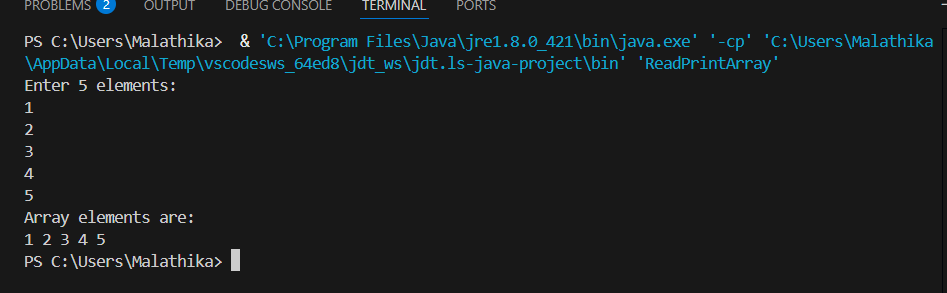 PROBLEMS 2 OUTPUT DEBUG CONSOLE TERMINAL PORTS
PS C:\Users\Malathika>  & 'C:\Program Files\Java\jre1.8.0_421\bin\java.exe' '-cp' 'C:\Users\Malathika
\AppData\Local\Temp\vscodesws_64ed8\jdt_ws\jdt.ls-java-project\bin' 'ReadPrintArray'
Enter 5 elements:
1
2
3
4
5
Array elements are:
1 2 3 4 5
PS C:\Users\Malathika>